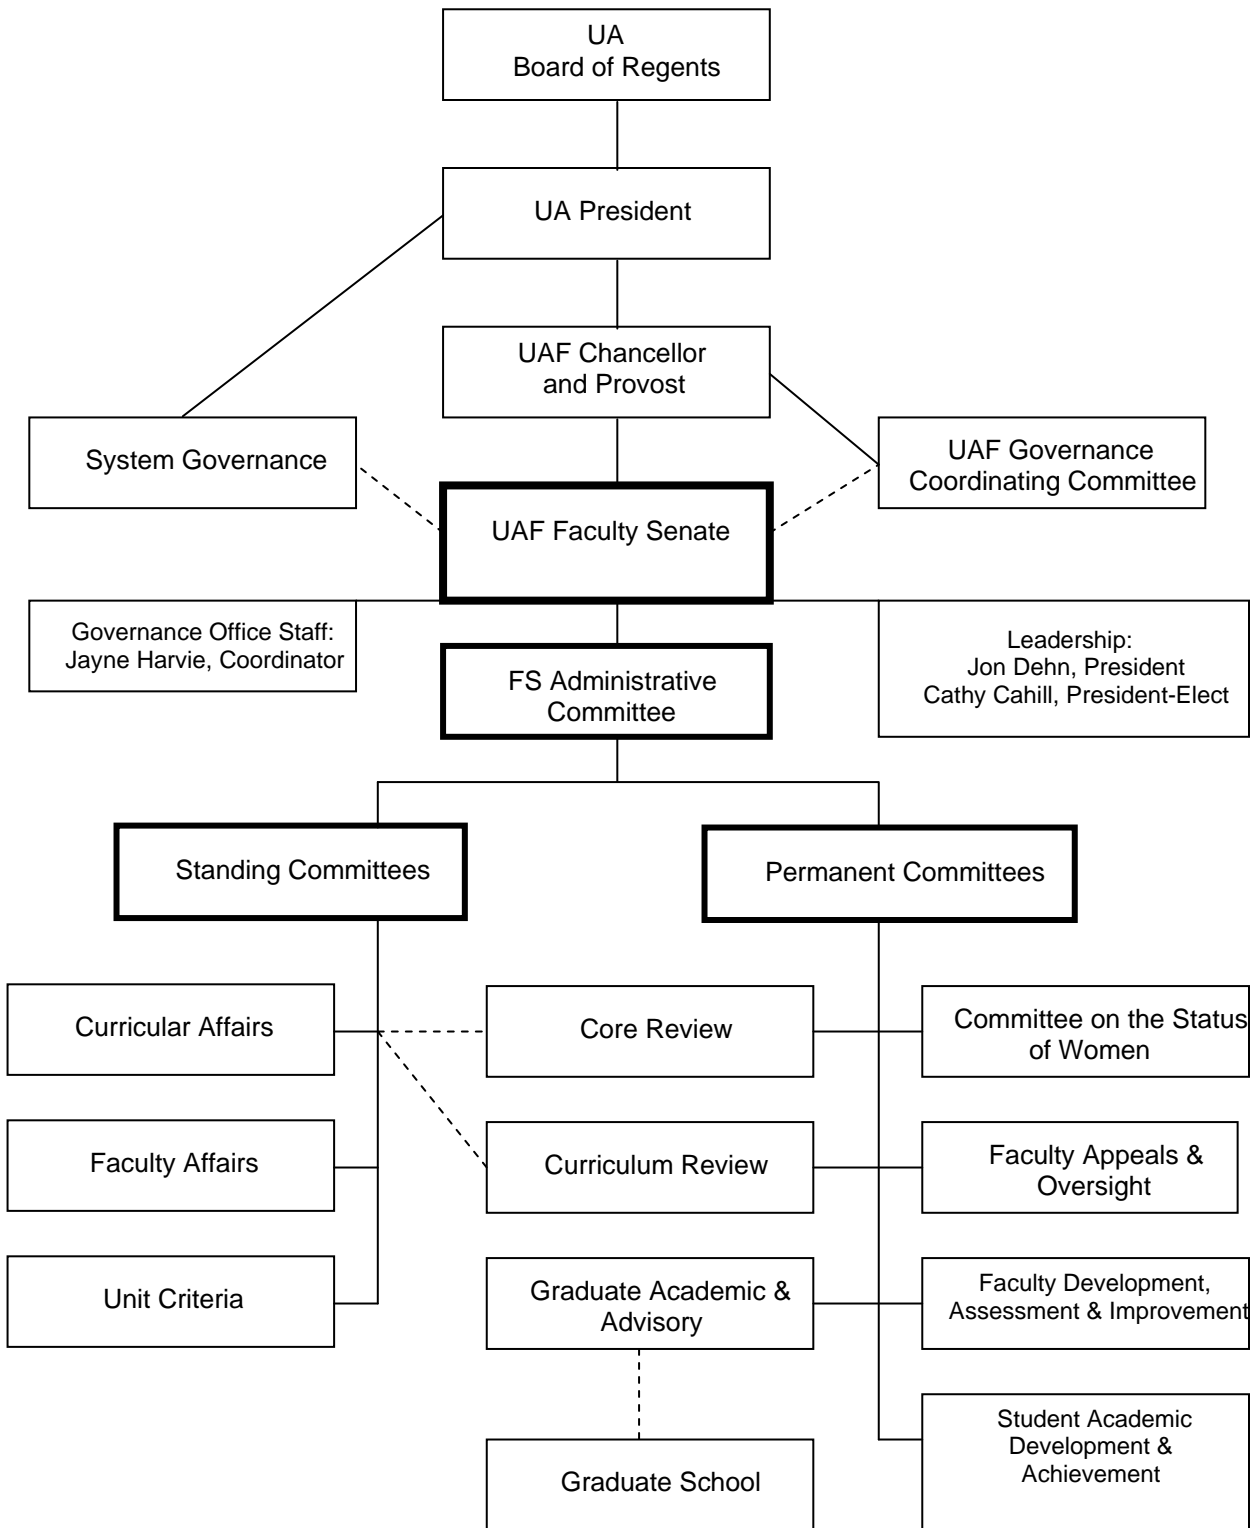 UA
Board of Regents
UA President
UAF Chancellor
and Provost
System Governance
UAF Governance
Coordinating Committee
UAF Faculty Senate
Governance Office Staff:
Jayne Harvie, Coordinator
Leadership:
Jon Dehn, President
Cathy Cahill, President-Elect
FS Administrative
Committee
Standing Committees
Permanent Committees
Curricular Affairs
Core Review
Committee on the Status
of Women
Faculty Affairs
Curriculum Review
Faculty Appeals &
Oversight
Unit Criteria
Graduate Academic &
Advisory
Faculty Development,
Assessment & Improvement
Graduate School
Student Academic
Development &
Achievement